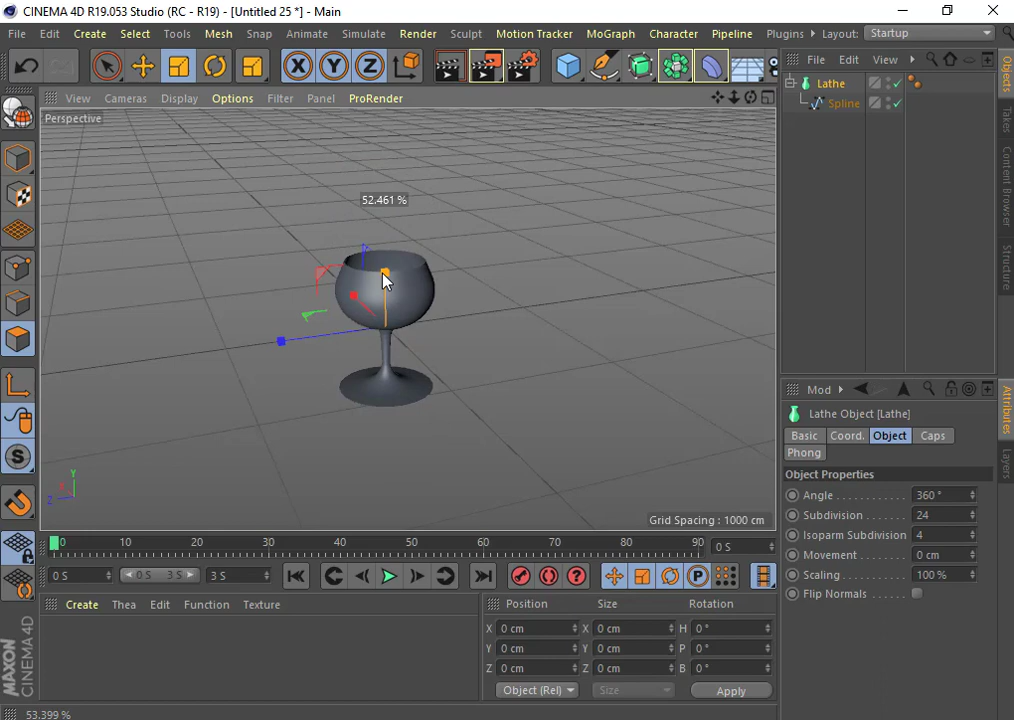 CINEMA 4D R19.053 Studio (RC - R19) - [Untitled 25 *] - Main
File Edit Create Select Tools Mesh Snap Animate Simulate Render Sculpt Motion Tracker MoGraph Character Pipeline Plugins Layout: Startup
X Y Z
File Edit View
View Cameras Display Options Filter Panel ProRender
Perspective
52.461 %
Lathe
Spline
Objects
Takes
Content Browser
Structure
Mod
Attributes
Layers
Lathe Object [Lathe]
Basic Coord. Object Caps
Phong
Object Properties
Angle 360 °
Subdivision 24
Isoparm Subdivision 4
Movement 0 cm
Scaling 100 %
Flip Normals
S
Y
X
Z
Grid Spacing : 1000 cm
0 10 20 30 40 50 60 70 80 90 0 S
0 S 0 S 3 S 3 S
P
Create Thea Edit Function Texture
Position Size Rotation
X 0 cm X 0 cm H 0 °
Y 0 cm Y 0 cm P 0 °
Z 0 cm Z 0 cm B 0 °
Object (Rel) Size Apply
MAXON
CINEMA 4D
53.399 %